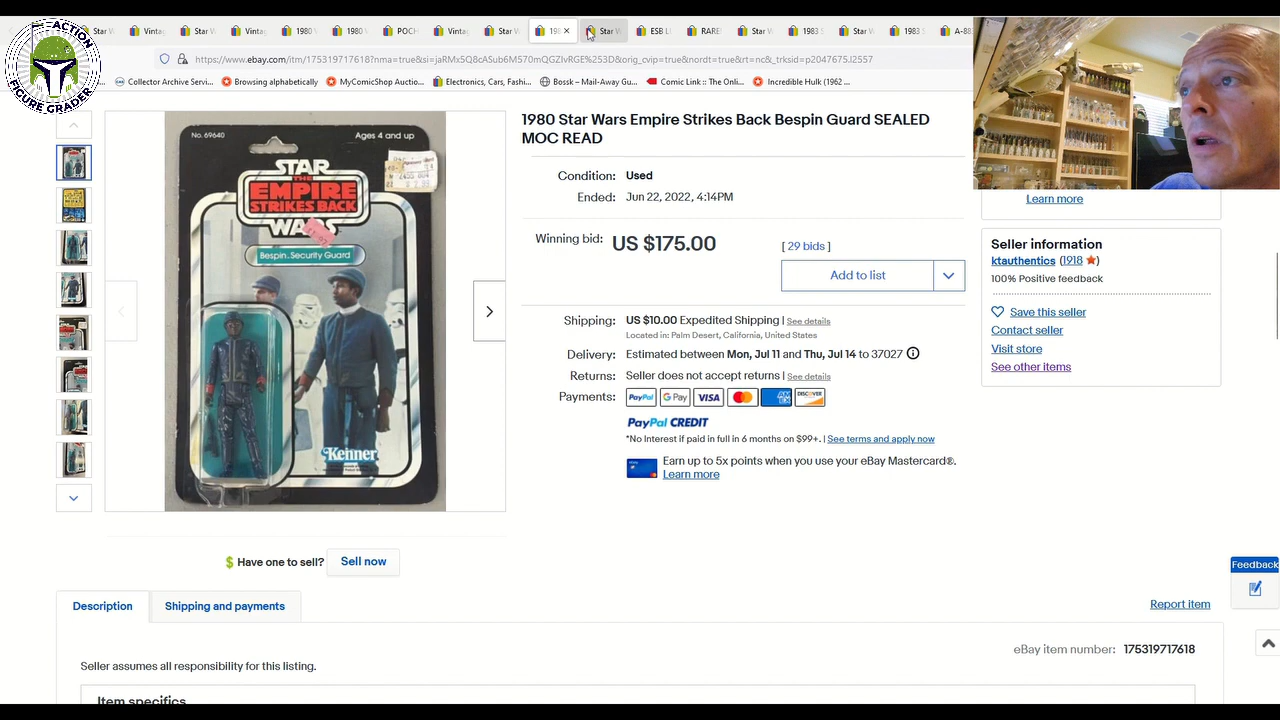 THE ACTION
FIGURE GRADER
Star W
Vinta
Star W
Vintag
1980 V
1980 V
POCH
Vintag
Star W
198
Star W
ESB L
RARE
Star W
1983 S
Star W
1983 S
A-88
https://www.ebay.com/itm/175319717618?nma=true&si=jaRMx5Q8c6Sub69S570mQGZIvRGE%253D&orig_cvip=true&nordt=true&rt=nc&_trksid=p2047675.l2557
Collector Archive Servi...
Browsing alphabetically
MyComicShop Auctio...
Electronics, Cars, Fashi...
Bossk – Mail-Away Gu...
Comic Link :: The Onli...
Incredible Hulk (1962 ...
No. 69640
Ages 4 and up
STAR
THE
EMPIRE
STRIKES BACK
WARS
Bespin Security Guard
Kenner
1980 Star Wars Empire Strikes Back Bespin Guard SEALED
MOC READ
Condition: Used
Ended: Jun 22, 2022, 4:14PM
Winning bid: US $175.00
[ 29 bids ]
Add to list
Shipping: US $10.00 Expedited Shipping | See details
Located in: Palm Desert, California, United States
Delivery: Estimated between Mon, Jul 11 and Thu, Jul 14 to 37027
Returns: Seller does not accept returns | See details
Payments: PayPal G Pay VISA DISCOVER
PayPal CREDIT
*No Interest if paid in full in 6 months on $99+. | See terms and apply now
Earn up to 5x points when you use your eBay Mastercard®.
Learn more
Learn more
Seller information
ktauthentics (1918 )
100% Positive feedback
Save this seller
Contact seller
Visit store
See other items
Have one to sell? Sell now
Feedback
Description
Shipping and payments
Report item
eBay item number: 175319717618
Seller assumes all responsibility for this listing.
Item specifics